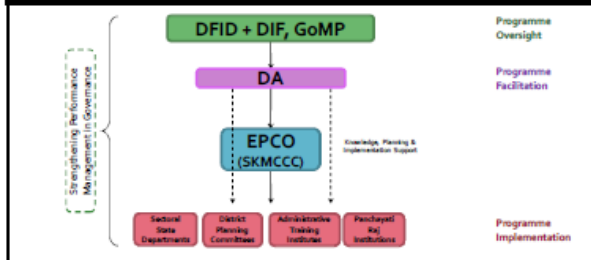 DFID + DIF, GoMP
Programme
Oversight
DA
Programme
Facilitation
Strengthening Performance
Management in Governance
EPCO
(SKMCCC)
Knowledge, Planning &
Implementation Support
Sectoral
State
Departments
District
Planning
Committees
Administrative
Training
Institutes
Panchayati
Raj
Institutions
Programme
Implementation